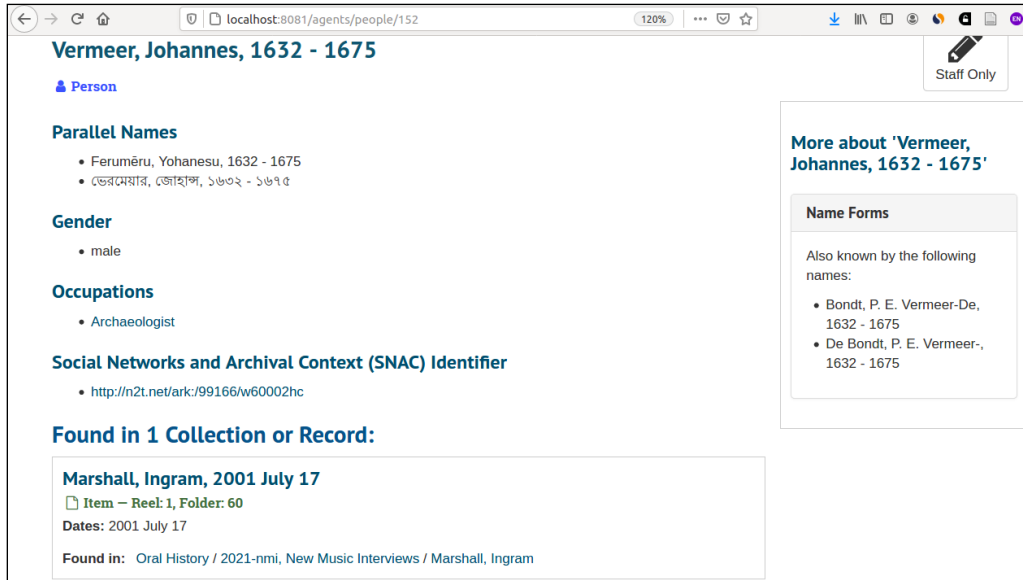 localhost:8081/agents/people/152
120%
EN
Vermeer, Johannes, 1632 - 1675
Staff Only
Person
Parallel Names
Ferumēru, Yohanesu, 1632 - 1675
ভেরমেয়ার, জোহান্স, ১৬৩২ - ১৬৭৫
Gender
male
Occupations
Archaeologist
Social Networks and Archival Context (SNAC) Identifier
http://n2t.net/ark:/99166/w60002hc
Found in 1 Collection or Record:
Marshall, Ingram, 2001 July 17
Item — Reel: 1, Folder: 60
Dates: 2001 July 17
Found in: Oral History / 2021-nmi, New Music Interviews / Marshall, Ingram
More about 'Vermeer,
Johannes, 1632 - 1675'
Name Forms
Also known by the following
names:
Bondt, P. E. Vermeer-De,
1632 - 1675
De Bondt, P. E. Vermeer-,
1632 - 1675